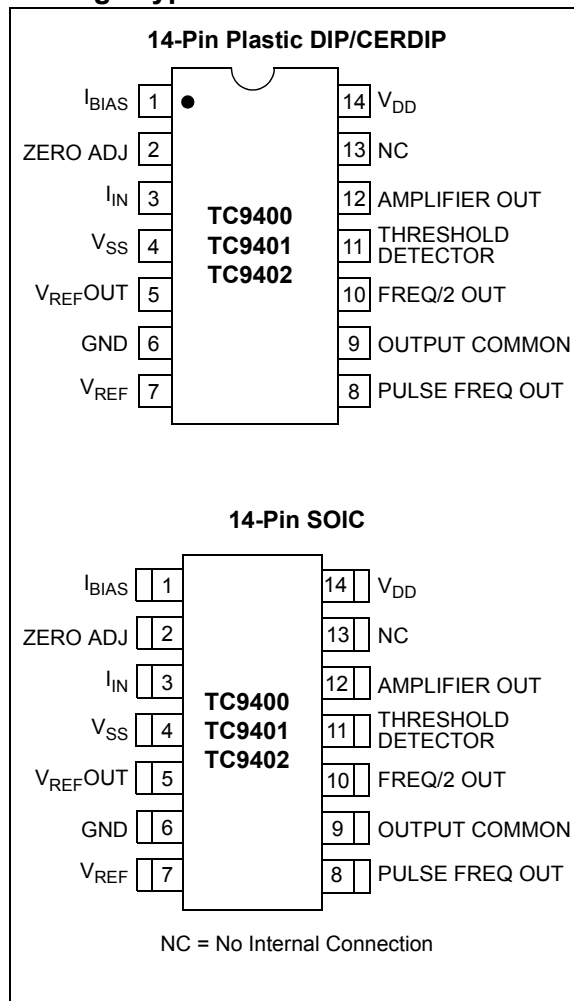 14-Pin Plastic DIP/CERDIP
IBIAS 1
ZERO ADJ 2
IIN 3
VSS 4
VREFOUT 5
GND 6
VREF 7
TC9400
TC9401
TC9402
14 VDD
13 NC
12 AMPLIFIER OUT
11 THRESHOLD
DETECTOR
10 FREQ/2 OUT
9 OUTPUT COMMON
8 PULSE FREQ OUT
14-Pin SOIC
IBIAS 1
ZERO ADJ 2
IIN 3
VSS 4
VREFOUT 5
GND 6
VREF 7
TC9400
TC9401
TC9402
14 VDD
13 NC
12 AMPLIFIER OUT
11 THRESHOLD
DETECTOR
10 FREQ/2 OUT
9 OUTPUT COMMON
8 PULSE FREQ OUT
NC = No Internal Connection